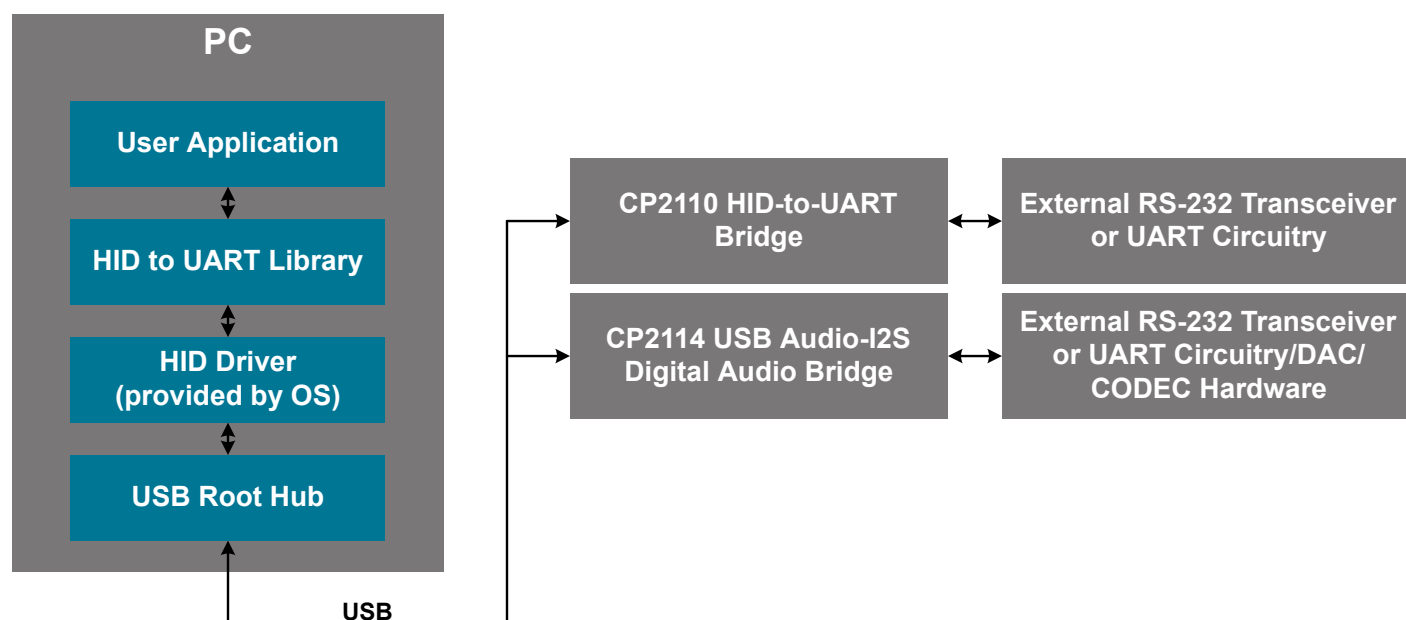 PC
User Application
HID to UART Library
HID Driver
(provided by OS)
USB Root Hub
USB
CP2110 HID-to-UART
Bridge
External RS-232 Transceiver
or UART Circuitry
CP2114 USB Audio-I2S
Digital Audio Bridge
External RS-232 Transceiver
or UART Circuitry/DAC/
CODEC Hardware